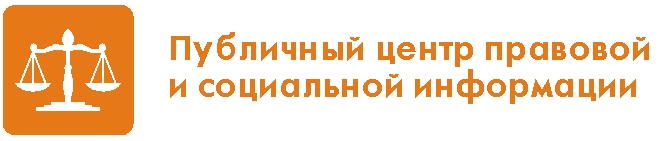 Публичный центр правовой
и социальной информации